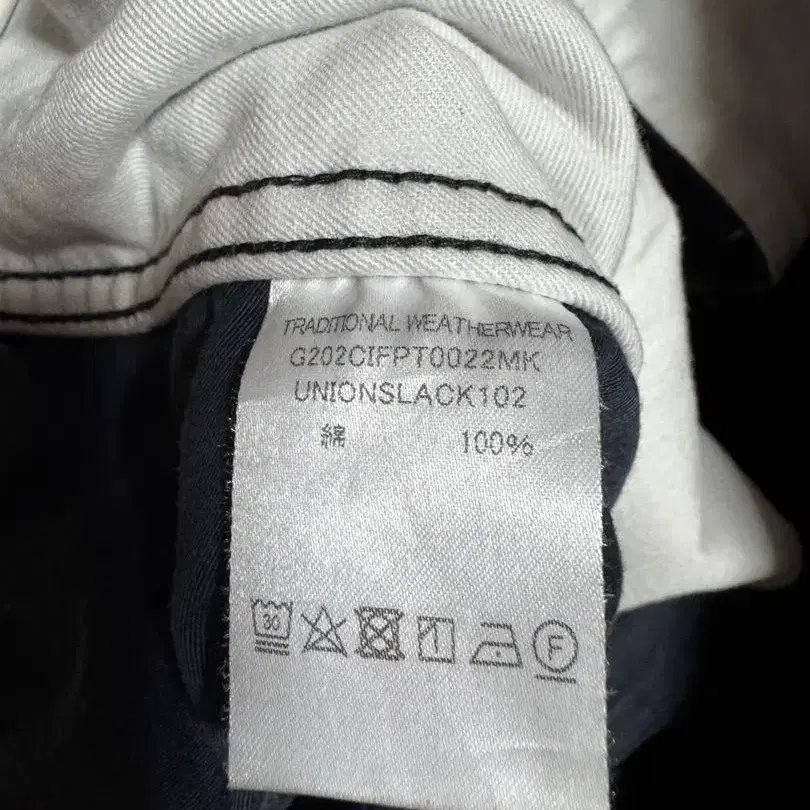 TRADITIONAL WEATHERWEAR
G202CIFPT0022MK
UNIONSLACK102
綿 100%
30 F